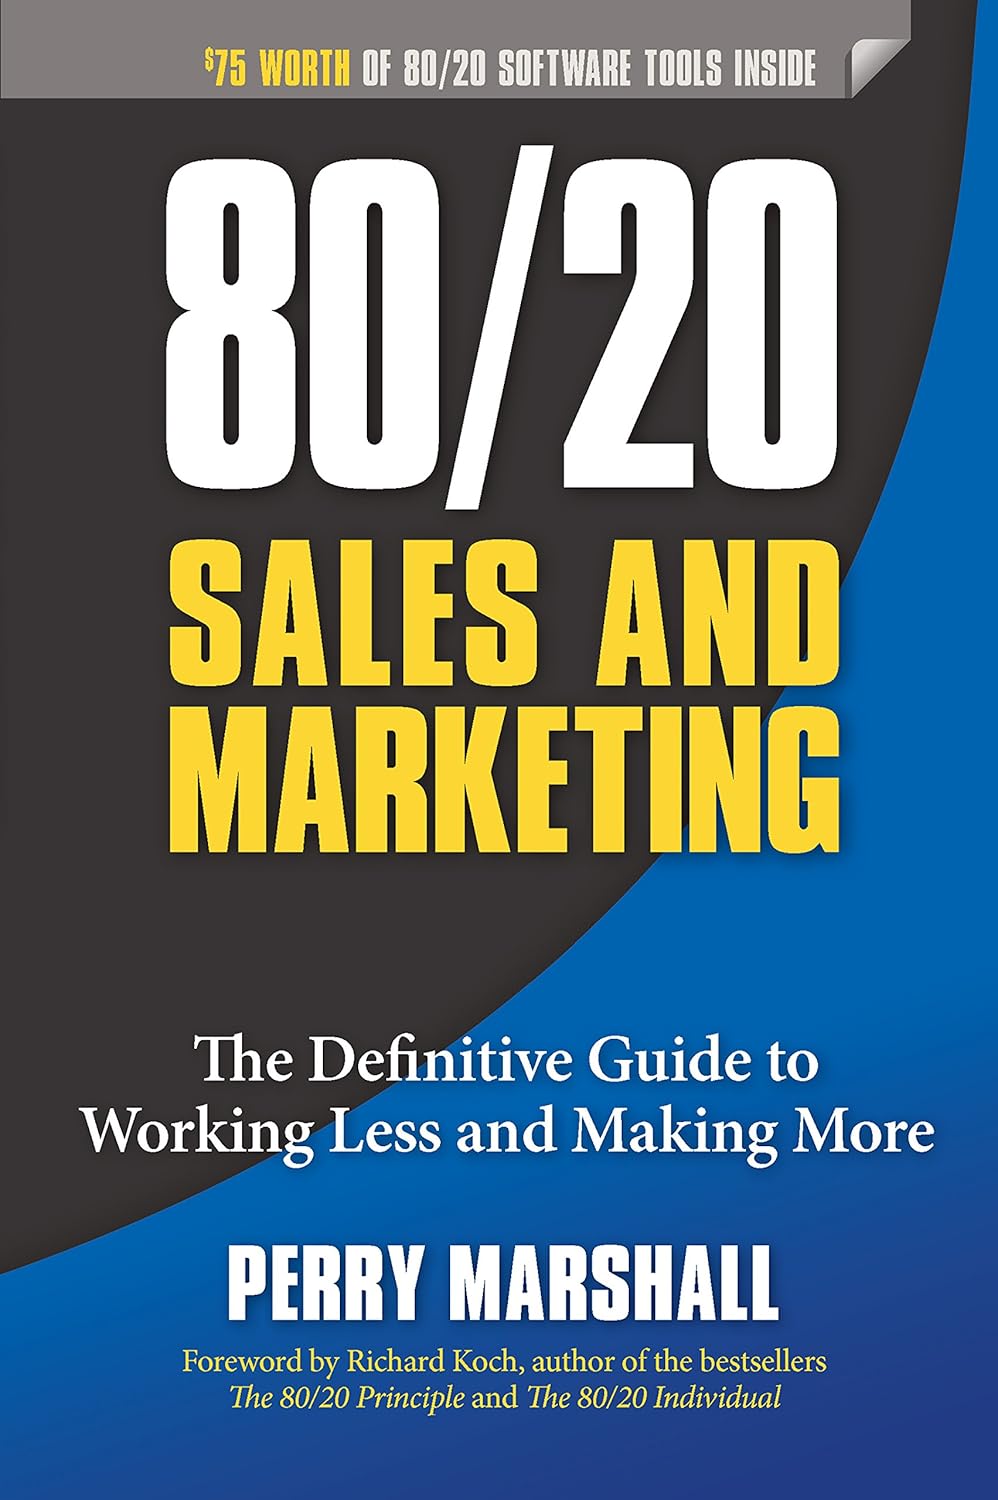 $75 WORTH OF 80/20 SOFTWARE TOOLS INSIDE
80/20
SALES AND
MARKETING
The Definitive Guide to
Working Less and Making More
PERRY MARSHALL
Foreword by Richard Koch, author of the bestsellers
The 80/20 Principle and The 80/20 Individual